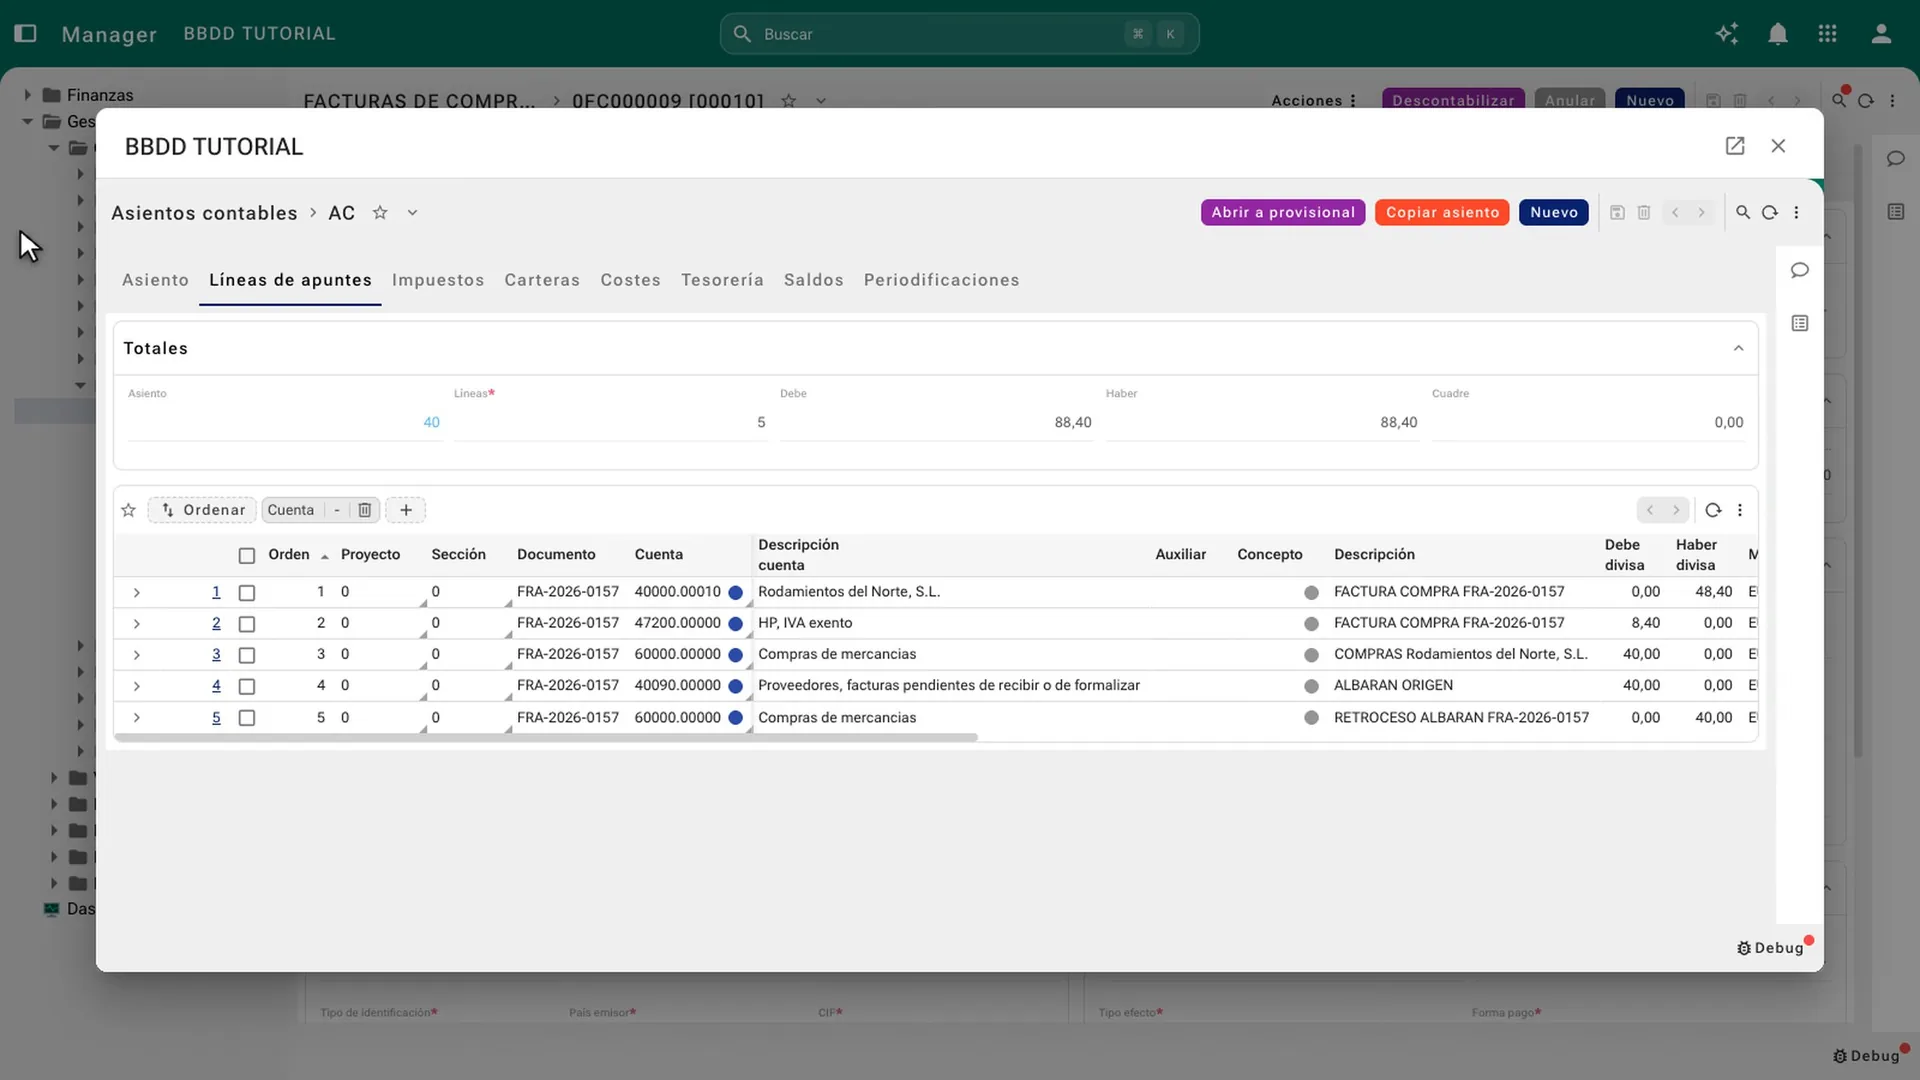 Manager BBDD TUTORIAL Buscar ⌘ K
Finanzas
FACTURAS DE COMPR... > 0FC000009 [00010] Acciones Descontabilizar Anular Nuevo
Ges
BBDD TUTORIAL
Asientos contables > AC Abrir a provisional Copiar asiento Nuevo
Asiento Líneas de apuntes Impuestos Carteras Costes Tesorería Saldos Periodificaciones
Totales
Asiento Líneas* Debe Haber Cuadre
40 5 88,40 88,40 0,00
Ordenar Cuenta - +
Orden Proyecto Sección Documento Cuenta Descripción cuenta Auxiliar Concepto Descripción Debe divisa Haber divisa M
1 1 0 0 FRA-2026-0157 40000.00010 Rodamientos del Norte, S.L. FACTURA COMPRA FRA-2026-0157 0,00 48,40 E
2 2 0 0 FRA-2026-0157 47200.00000 HP, IVA exento FACTURA COMPRA FRA-2026-0157 8,40 0,00 E
3 3 0 0 FRA-2026-0157 60000.00000 Compras de mercancias COMPRAS Rodamientos del Norte, S.L. 40,00 0,00 E
4 4 0 0 FRA-2026-0157 40090.00000 Proveedores, facturas pendientes de recibir o de formalizar ALBARAN ORIGEN 40,00 0,00 E
5 5 0 0 FRA-2026-0157 60000.00000 Compras de mercancias RETROCESO ALBARAN FRA-2026-0157 0,00 40,00 E
Das
Debug
Tipo de identificación* País emisor* CIF* Tipo efecto* Forma pago*
Debug